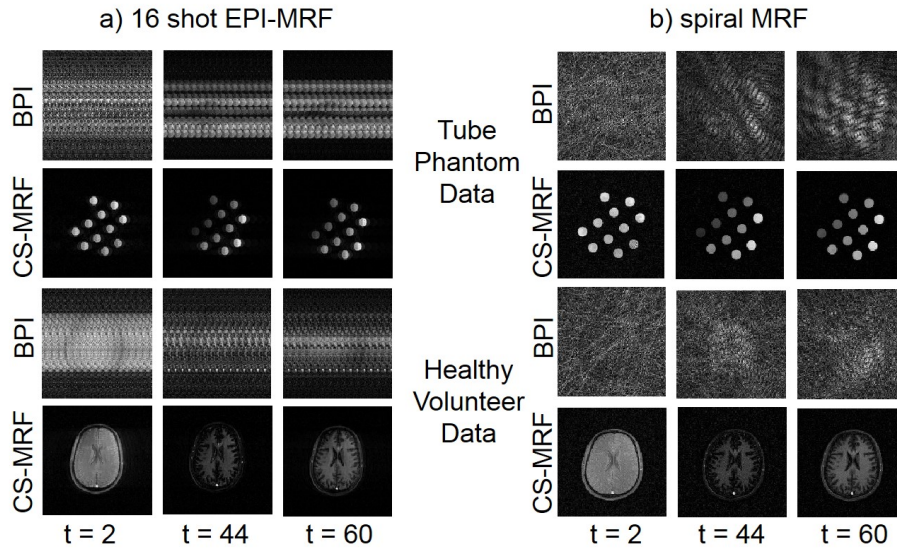 a) 16 shot EPI-MRF
b) spiral MRF
BPI
CS-MRF
BPI
CS-MRF
Tube
Phantom
Data
Healthy
Volunteer
Data
BPI
CS-MRF
BPI
CS-MRF
t = 2
t = 44
t = 60
t = 2
t = 44
t = 60